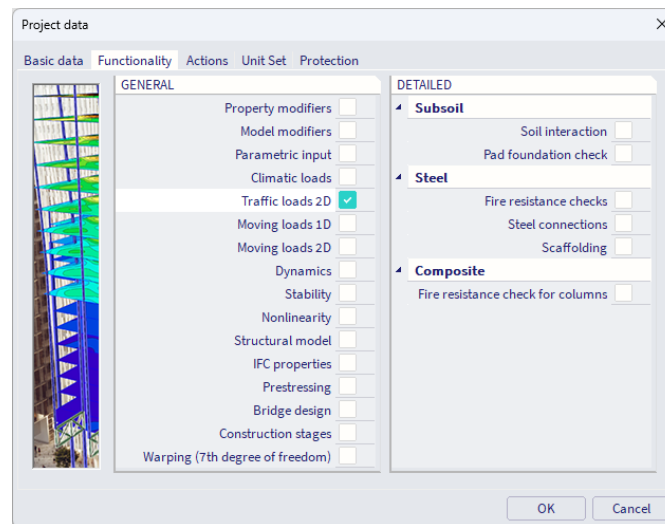 Project data
Basic data Functionality Actions Unit Set Protection
GENERAL
Property modifiers
Model modifiers
Parametric input
Climatic loads
Traffic loads 2D
Moving loads 1D
Moving loads 2D
Dynamics
Stability
Nonlinearity
Structural model
IFC properties
Prestressing
Bridge design
Construction stages
Warping (7th degree of freedom)
DETAILED
Subsoil
Soil interaction
Pad foundation check
Steel
Fire resistance checks
Steel connections
Scaffolding
Composite
Fire resistance check for columns
OK Cancel